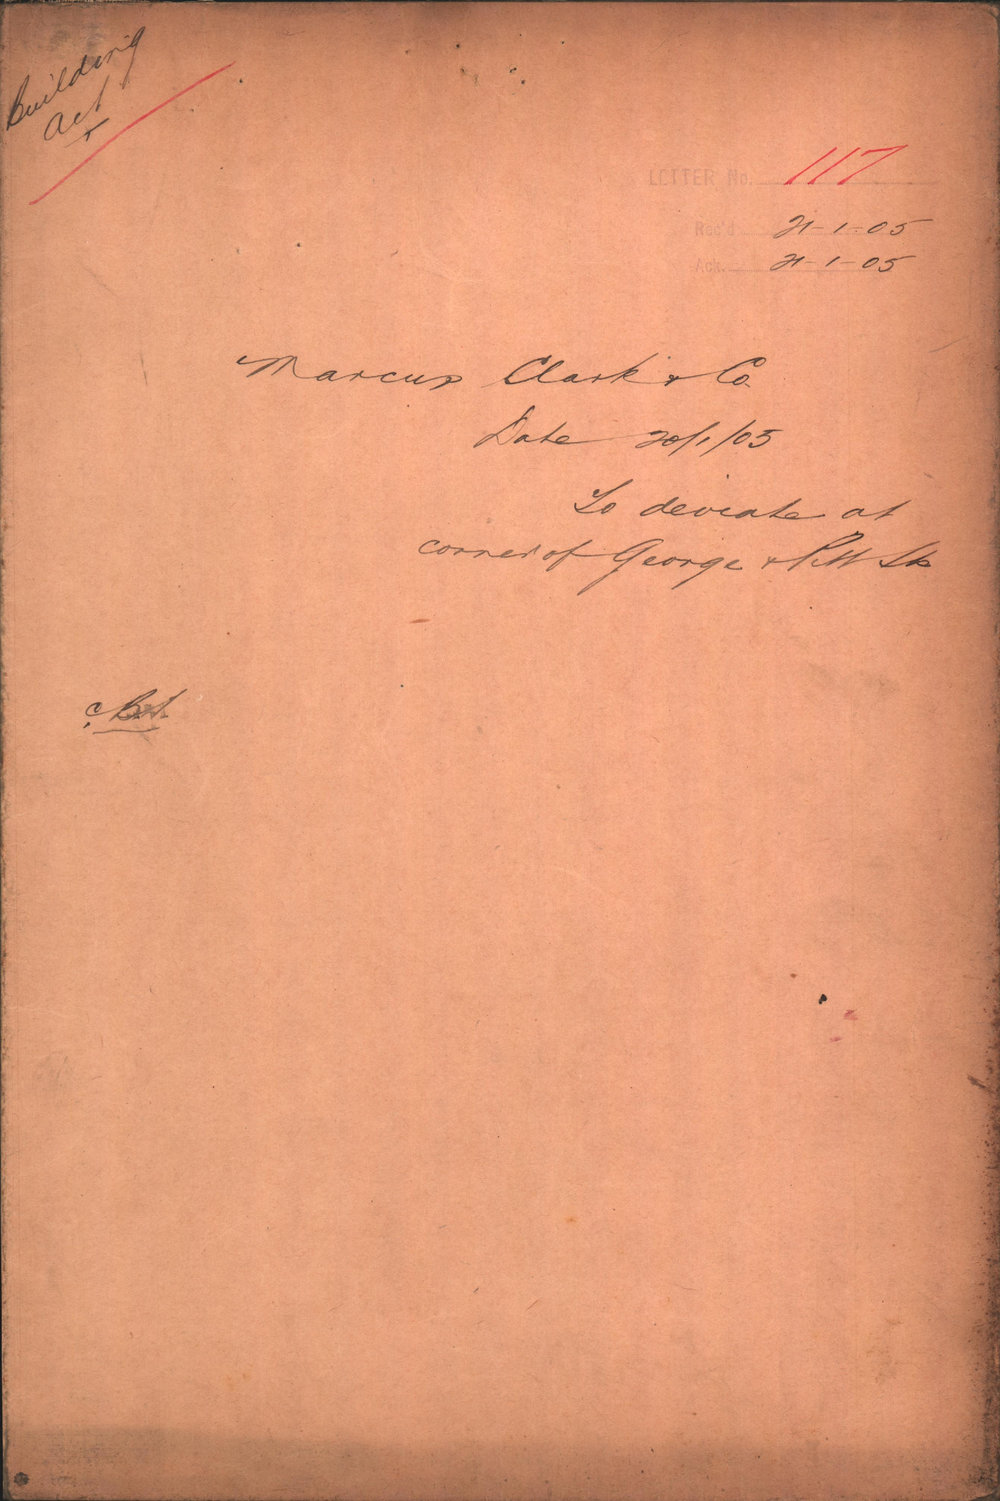 Building
Act
LETTER No. 117
Rec'd 21-1-05
Ack. 21-1-05
Marcus Clark & Co.
Date 20/1/05
To deviate at
corner of George & Pitt Sts